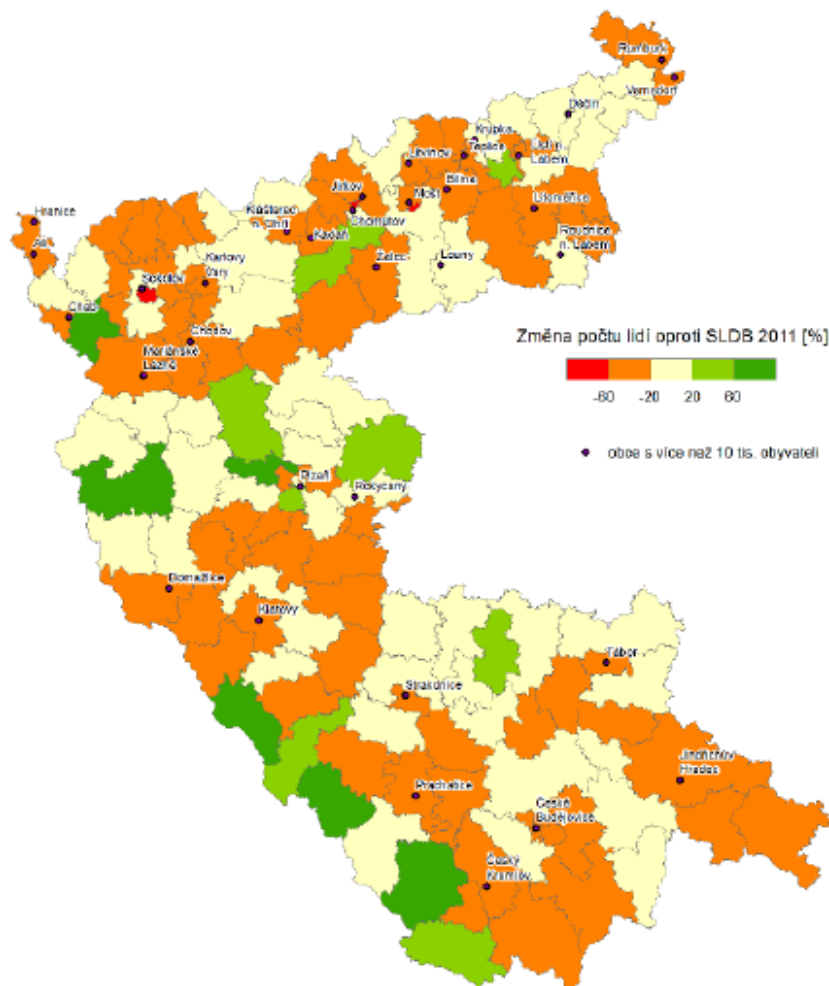 Rumburk
Varnsdorf
Děčín
Krupka
Teplice
Ústí n.
Labem
Litvínov
Bílina
Most
Jirkov
Chomutov
Litoměřice
Roudnice
n. Labem
Klášterec
n. Ohří
Kadaň
Žatec
Louny
Hranice
Aš
Karlovy
Vary
Sokolov
Cheb
Chodov
Mariánské
Lázně
Změna počtu lidí oproti SLDB 2011 [%]
-60 -20 20 60
obce s více než 10 tis. obyvateli
Plzeň
Rokycany
Domažlice
Klatovy
Tábor
Strakonice
Jindřichův
Hradec
Prachatice
České
Budějovice
Český
Krumlov